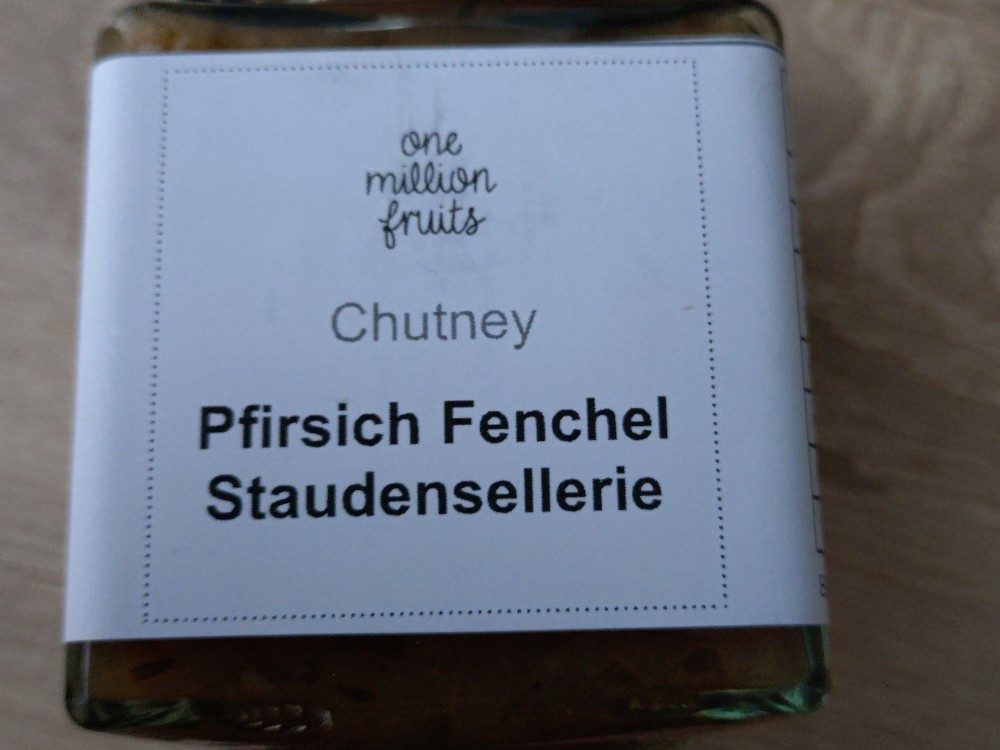 one
million
fruits
Chutney
Pfirsich Fenchel
Staudensellerie